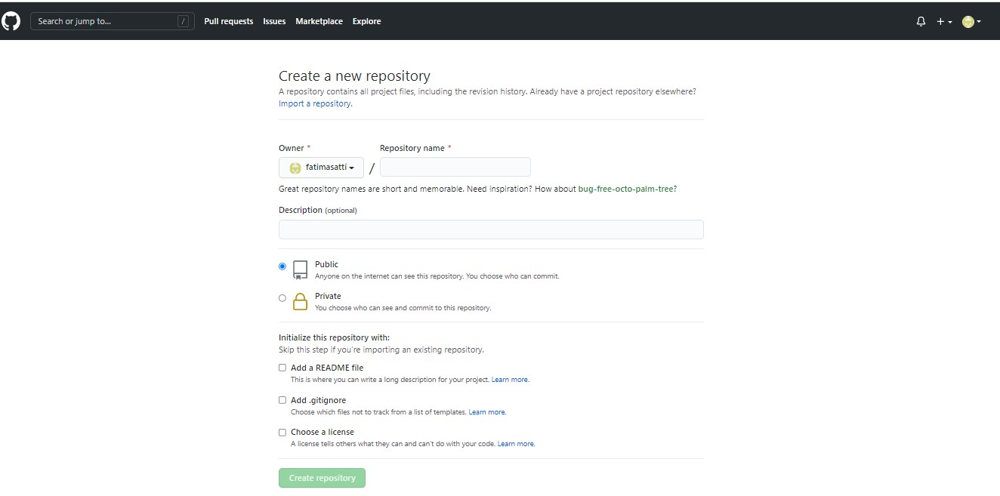 Search or jump to... /
Pull requests Issues Marketplace Explore
Create a new repository
A repository contains all project files, including the revision history. Already have a project repository elsewhere?
Import a repository.
Owner * Repository name *
fatimasatti /
Great repository names are short and memorable. Need inspiration? How about bug-free-octo-palm-tree?
Description (optional)
Public
Anyone on the internet can see this repository. You choose who can commit.
Private
You choose who can see and commit to this repository.
Initialize this repository with:
Skip this step if you're importing an existing repository.
Add a README file
This is where you can write a long description for your project. Learn more.
Add .gitignore
Choose which files not to track from a list of templates. Learn more.
Choose a license
A license tells others what they can and can't do with your code. Learn more.
Create repository